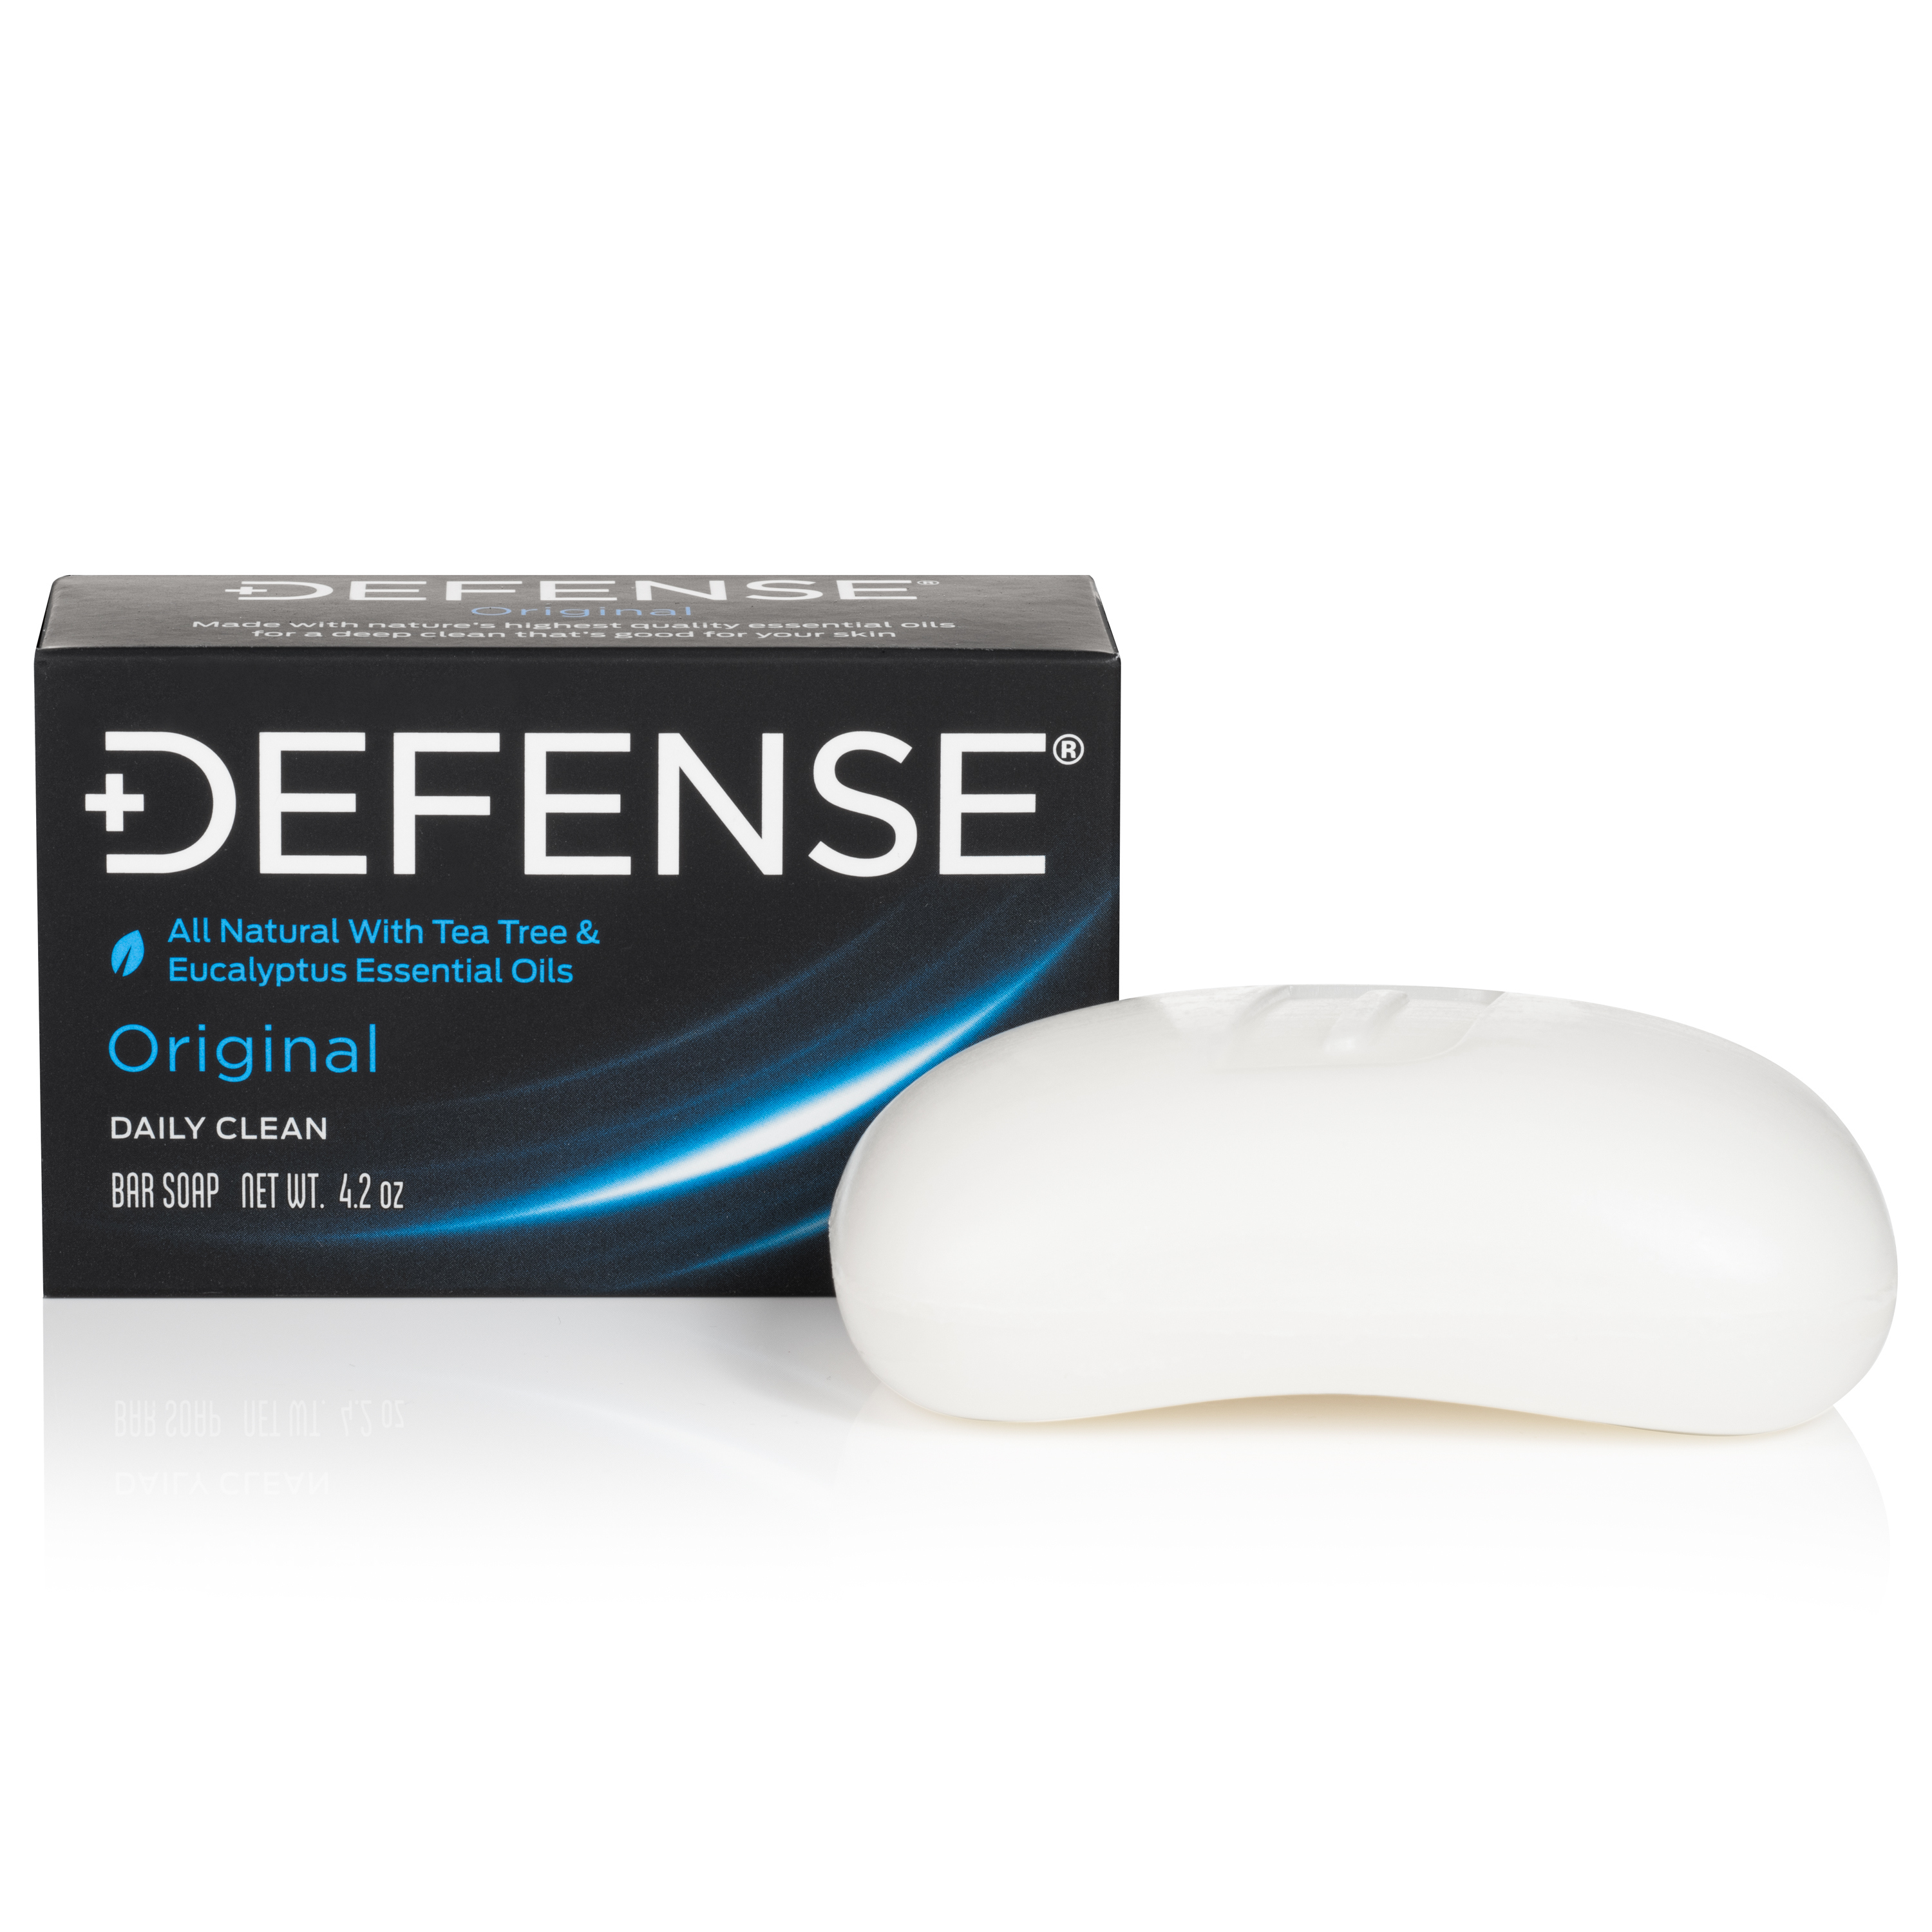 DEFENSE®
Original
Made with nature's highest quality essential oils
for a deep clean that's good for your skin
DEFENSE®
All Natural With Tea Tree &
Eucalyptus Essential Oils
Original
DAILY CLEAN
BAR SOAP NET WT. 4.2 oz